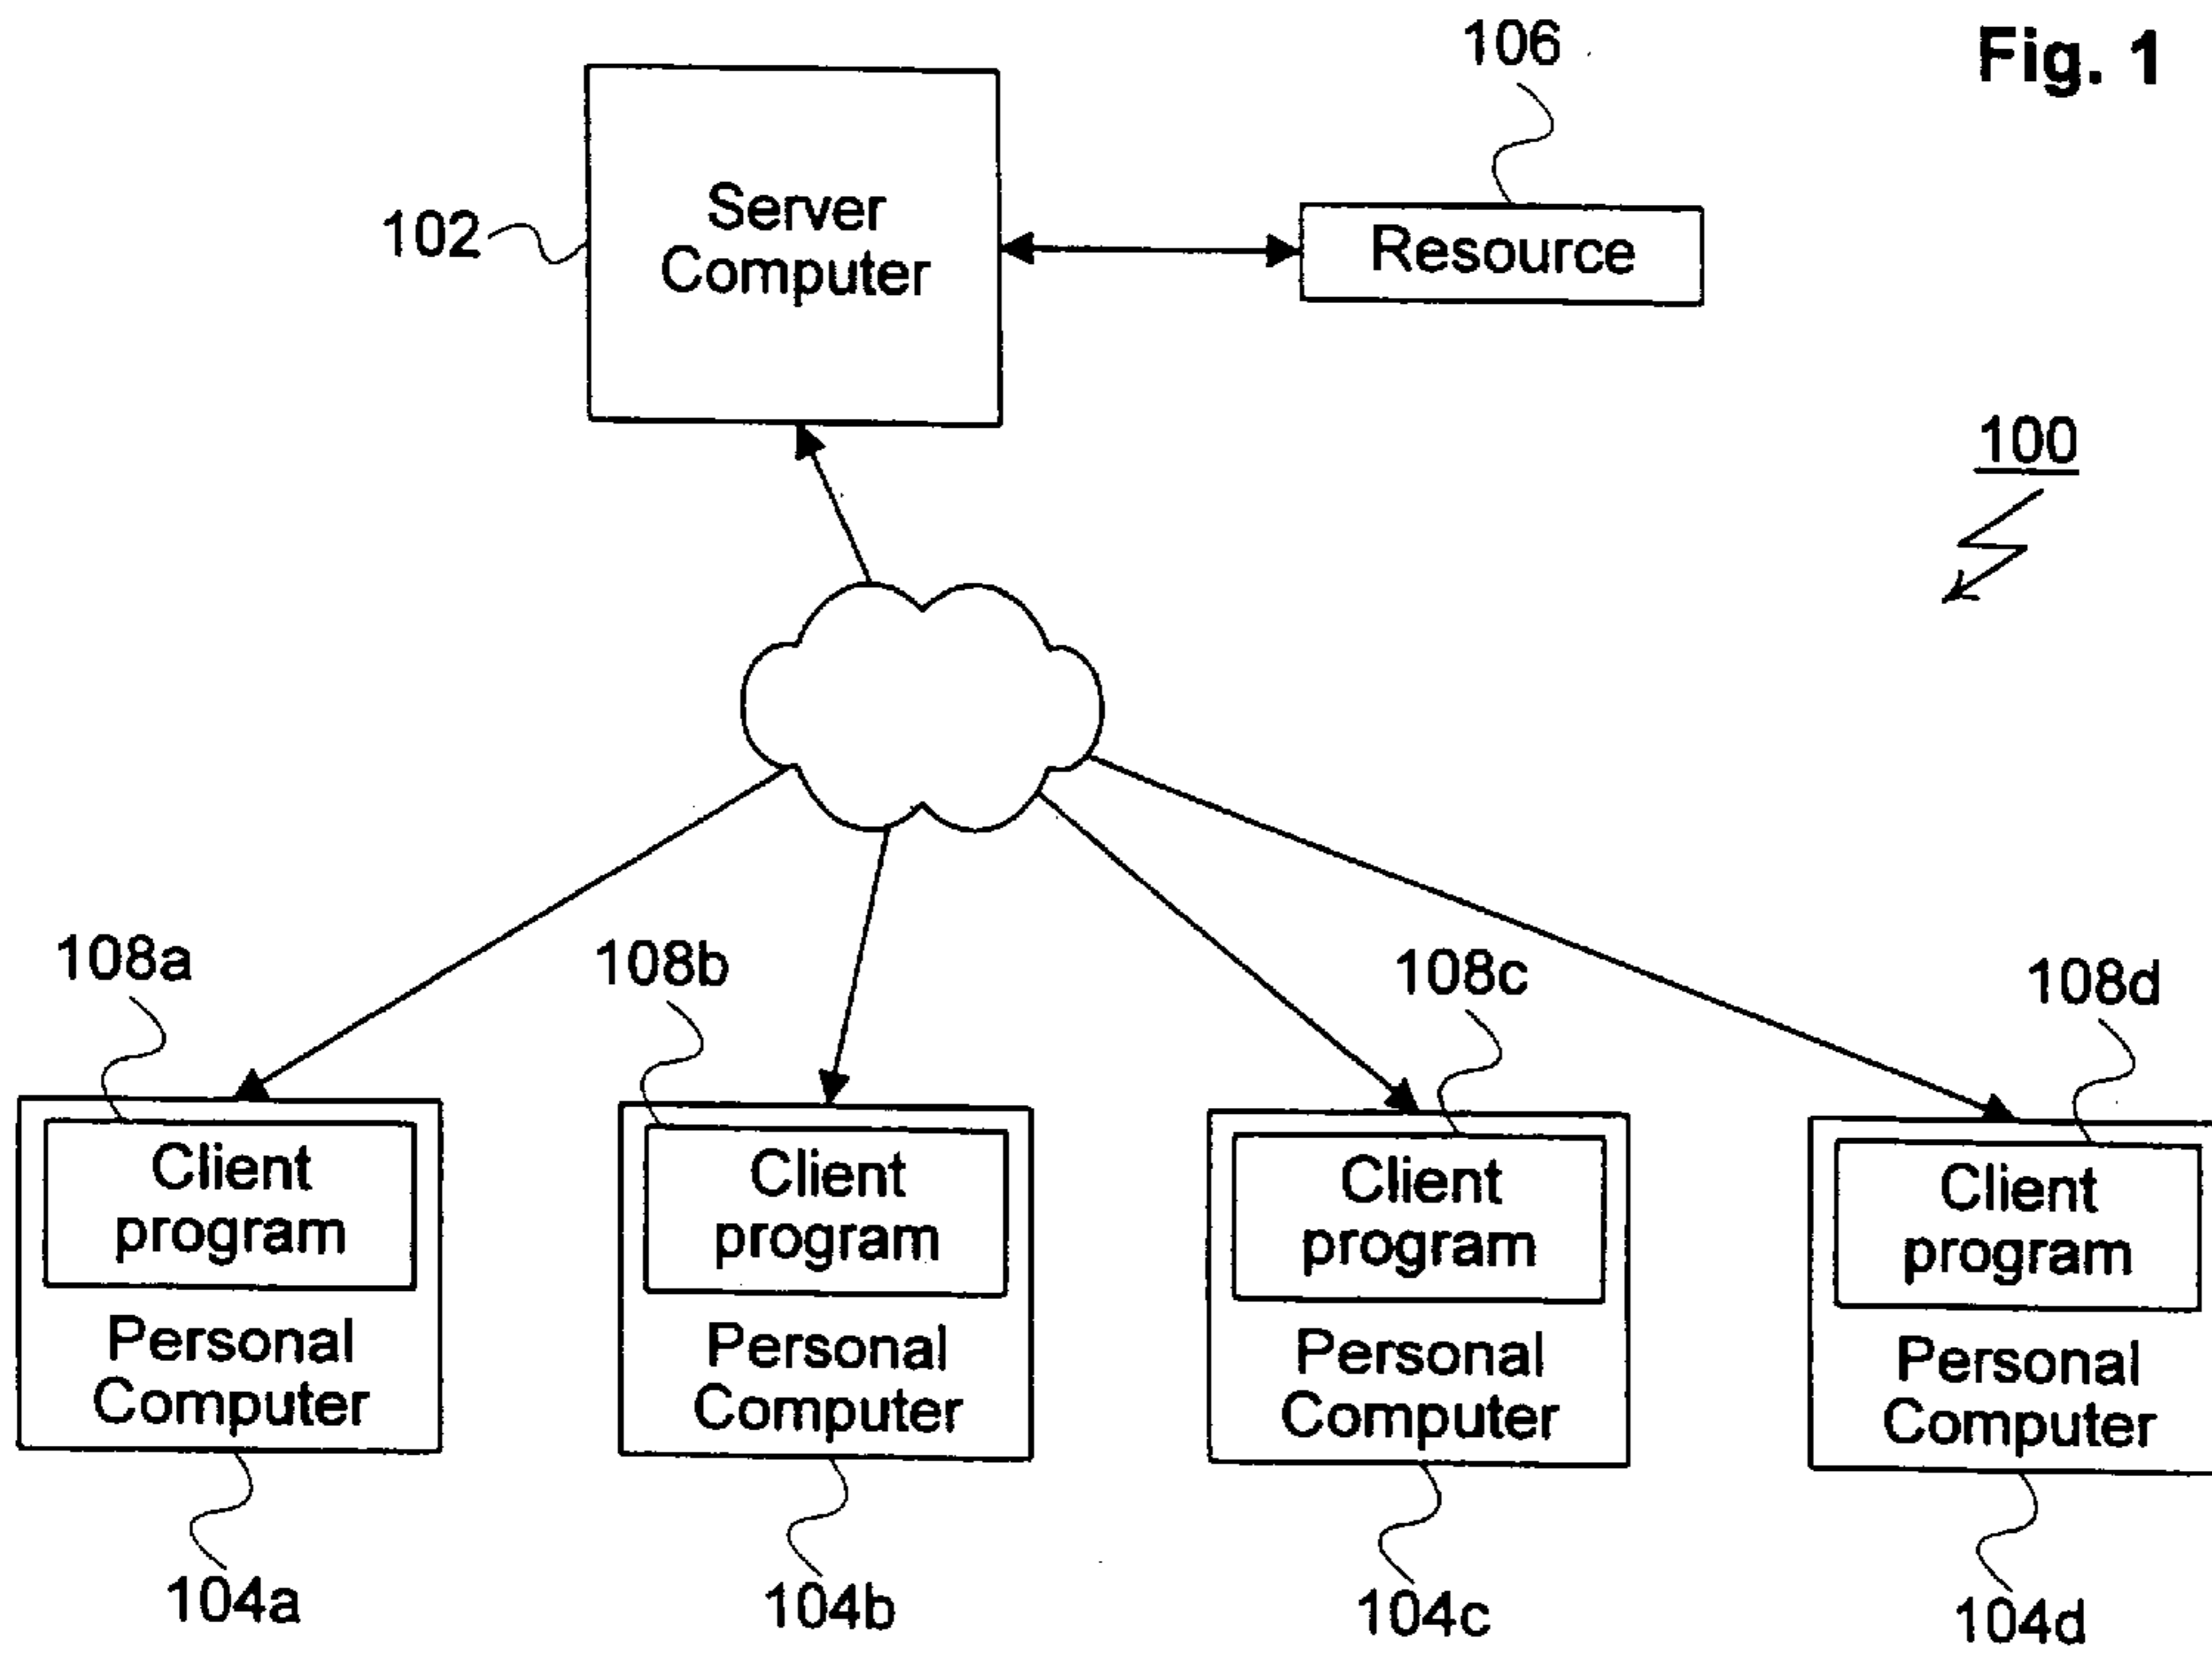 Fig. 1
106
Server
Computer
102
Resource
100
108a
108b
108c
108d
Client
program
Personal
Computer
Client
program
Personal
Computer
Client
program
Personal
Computer
Client
program
Personal
Computer
104a
104b
104c
104d